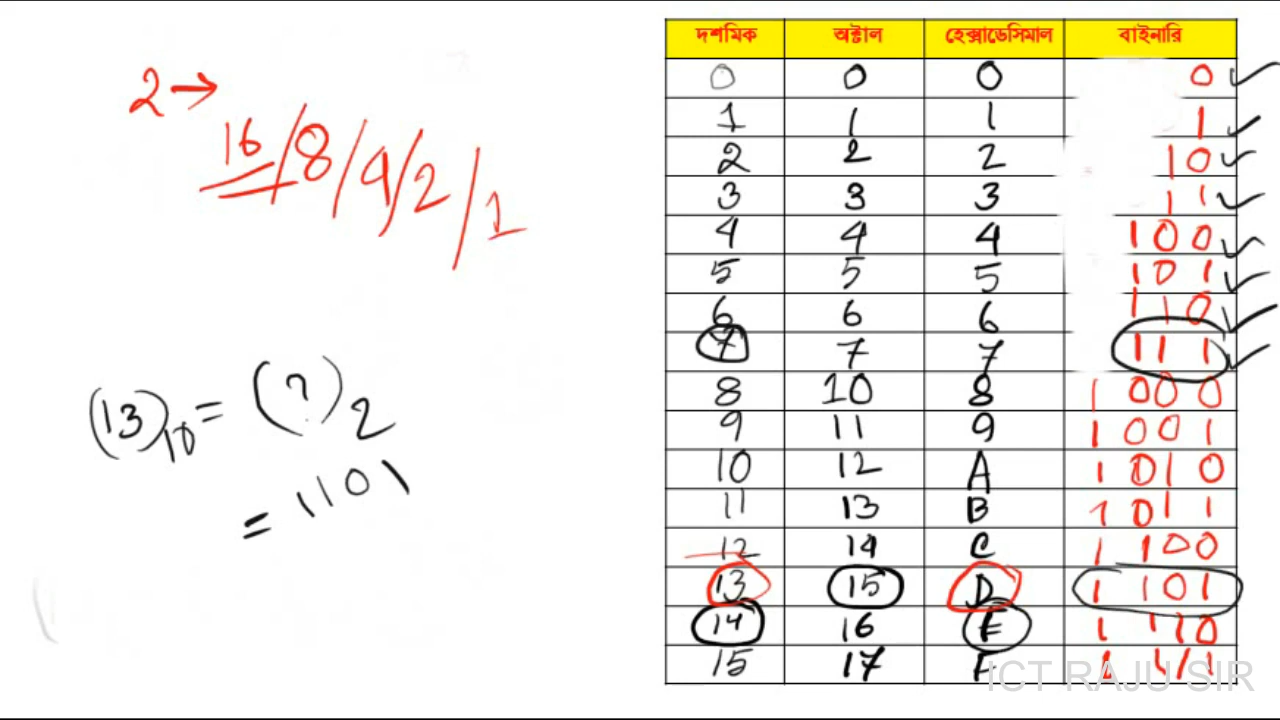 2 →
16/8/4/2/1
(13)10 = (?)2
= 1101
দশমিক অক্টাল হেক্সাডেসিমাল বাইনারি
0 0 0 0
1 1 1 1
2 2 2 10
3 3 3 11
4 4 4 100
5 5 5 101
6 6 6 110
7 7 7 111
8 10 8 1000
9 11 9 1001
10 12 A 1010
11 13 B 1011
12 14 C 1100
13 15 D 1101
14 16 E 1110
15 17 F 1111
ICT RAJU SIR